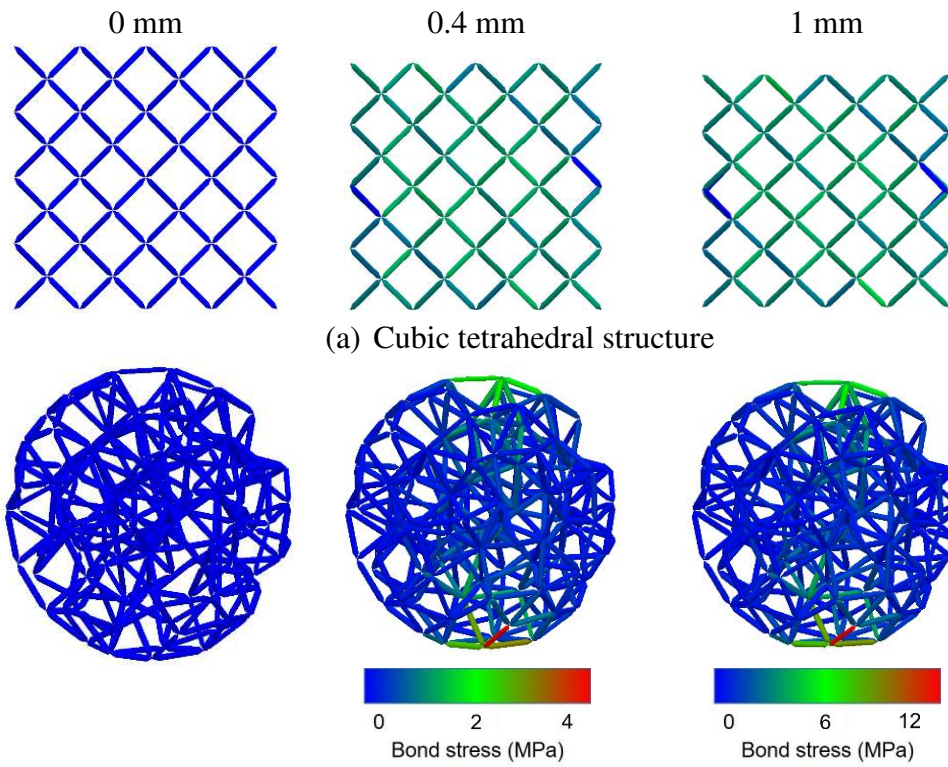 0 mm 0.4 mm 1 mm
(a) Cubic tetrahedral structure
0 2 4 0 6 12
Bond stress (MPa) Bond stress (MPa)